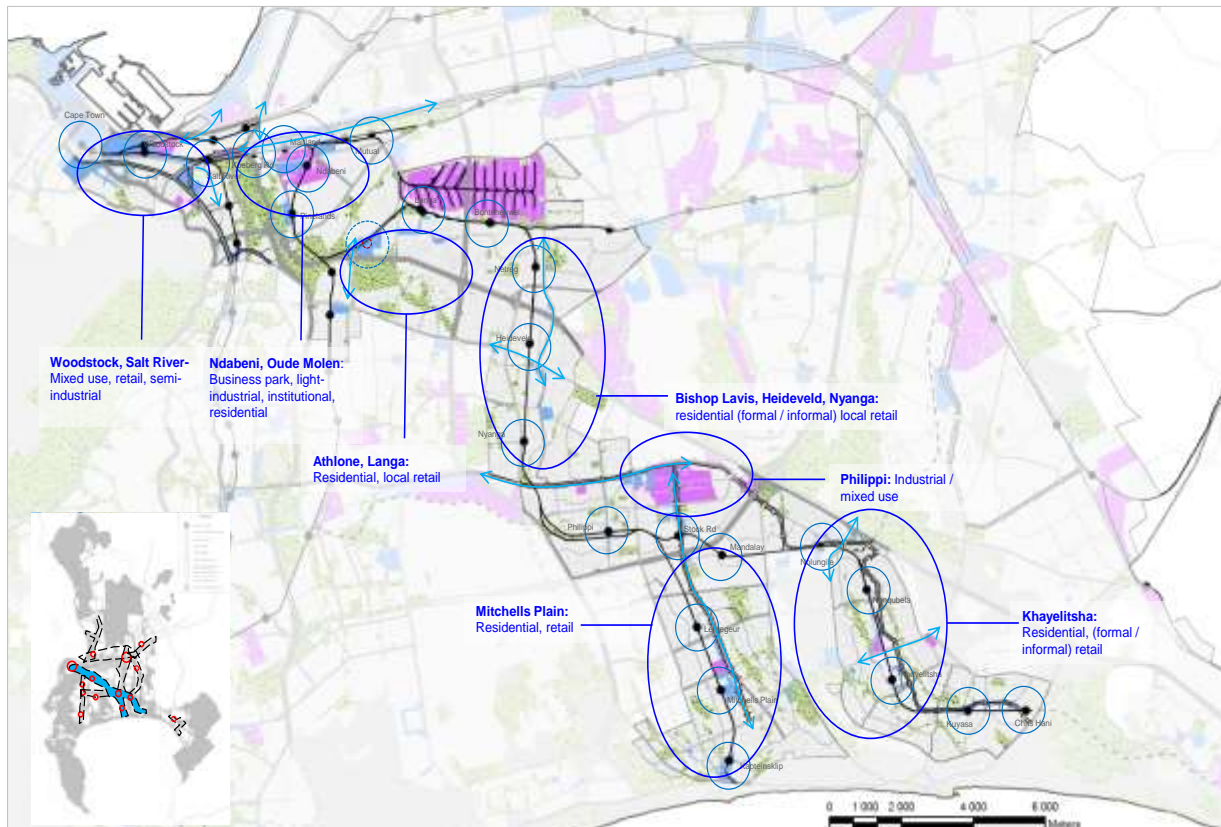 Cape Town
Mutual
Ndabeni
Langa
Bonteheuwel
Netreg
Heideveld
Woodstock, Salt River-
Mixed use, retail, semi-
industrial
Ndabeni, Oude Molen:
Business park, light-
industrial, institutional,
residential
Bishop Lavis, Heideveld, Nyanga:
residential (formal / informal) local retail
Nyanga
Athlone, Langa:
Residential, local retail
Philippi: Industrial /
mixed use
Philippi
Stock Rd
Mandalay
Nolungile
Mitchells Plain:
Residential, retail
Khayelitsha:
Residential, (formal /
informal) retail
Lentegeur
Khayelitsha
Mitchells Plain
Kuyasa
Chris Hani
Kapteinsklip
0 1 000 2 000 4 000 6 000
Meters